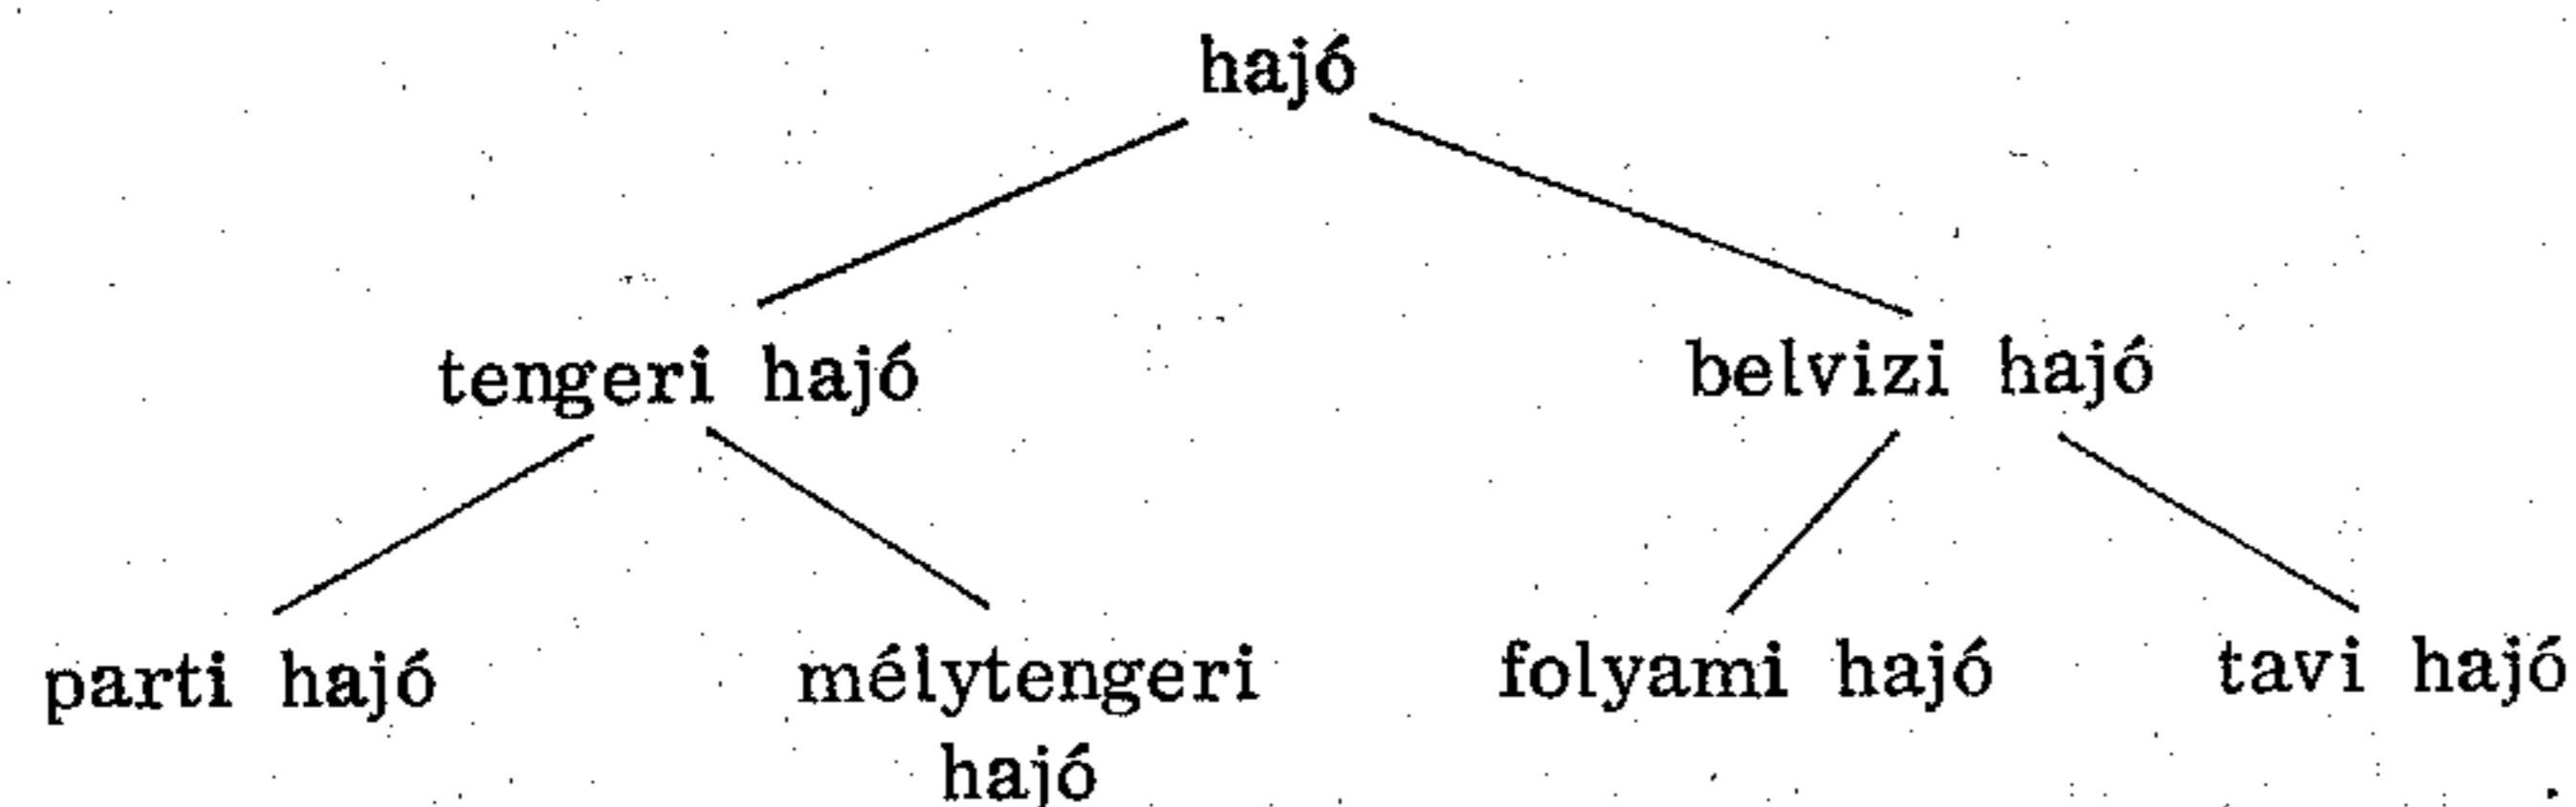 hajó
tengeri hajó
belvizi hajó
parti hajó
mélytengeri
hajó
folyami hajó
tavi hajó